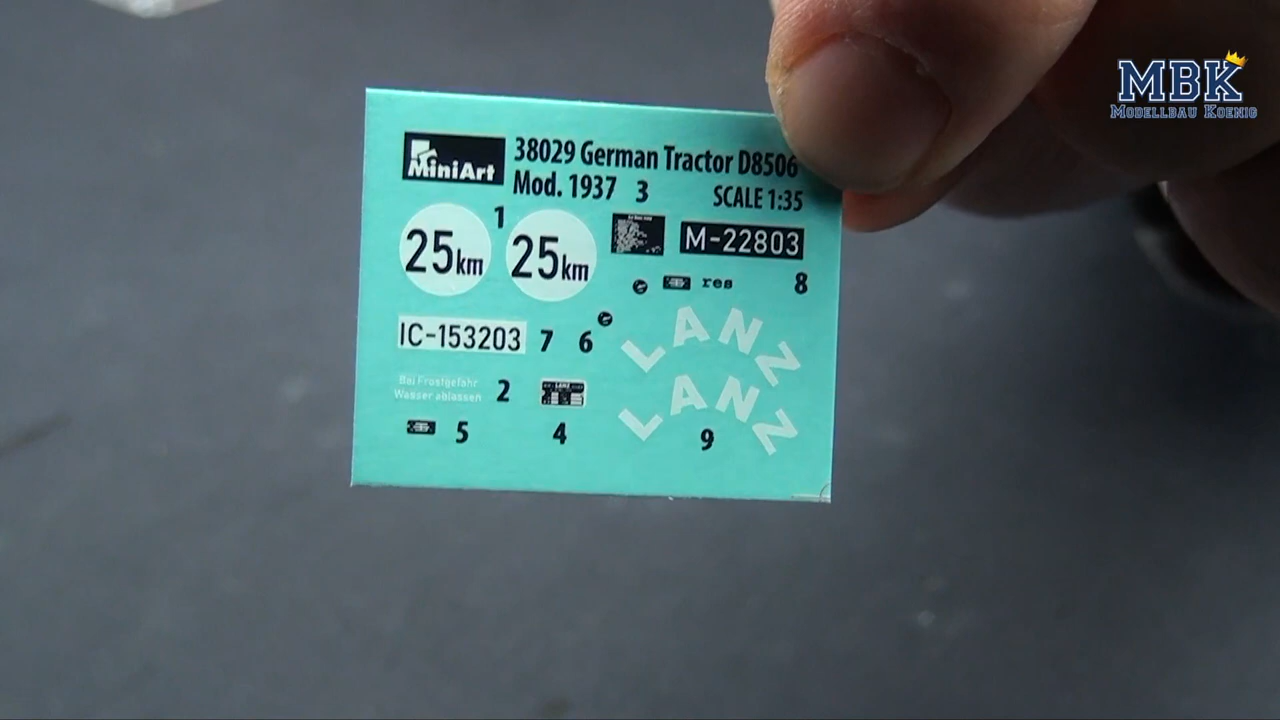 MBK
MODELLBAU KOENIG
MiniArt
38029 German Tractor D8506
Mod. 1937 3 SCALE 1:35
1
25km 25km
M-22803
res 8
IC-153203 7 6
LANZ
Bei Frostgefahr
Wasser ablassen 2
LANZ
LANZ
5 4 9